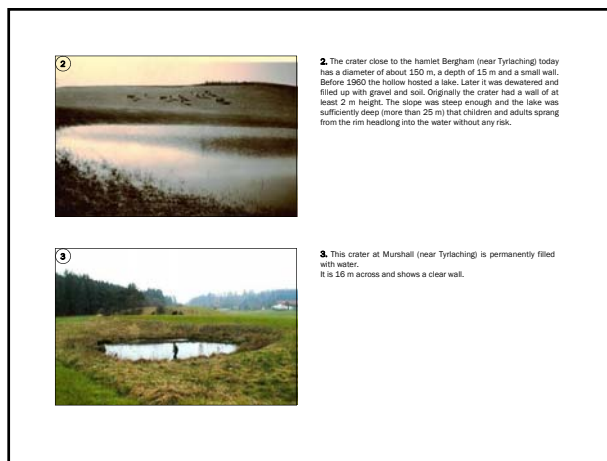 2
2. The crater close to the hamlet Bergham (near Tyrlaching) today
has a diameter of about 150 m, a depth of 15 m and a small wall.
Before 1960 the hollow hosted a lake. Later it was dewatered and
filled up with gravel and soil. Originally the crater had a wall of at
least 2 m height. The slope was steep enough and the lake was
sufficiently deep (more than 25 m) that children and adults sprang
from the rim headlong into the water without any risk.
3
3. This crater at Murshall (near Tyrlaching) is permanently filled
with water.
It is 16 m across and shows a clear wall.